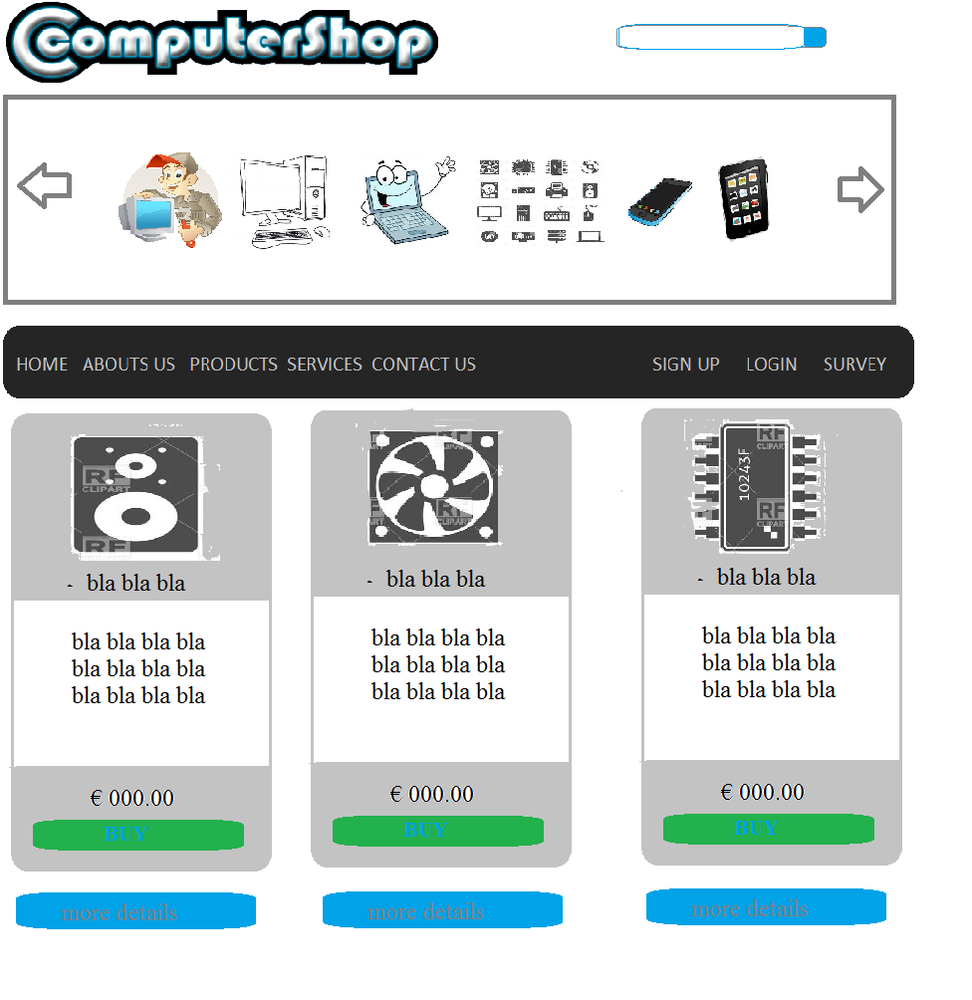 ComputerShop
HOME ABOUTS US PRODUCTS SERVICES CONTACT US SIGN UP LOGIN SURVEY
RF
CLIPART
RF
RF
CLIPART
RF
CLIPART
10243F
RF
CLIPART
RF
CLIPART
- bla bla bla
bla bla bla bla
bla bla bla bla
bla bla bla bla
€ 000.00
BUY
more details
- bla bla bla
bla bla bla bla
bla bla bla bla
bla bla bla bla
€ 000.00
BUY
more details
- bla bla bla
bla bla bla bla
bla bla bla bla
bla bla bla bla
€ 000.00
BUY
more details